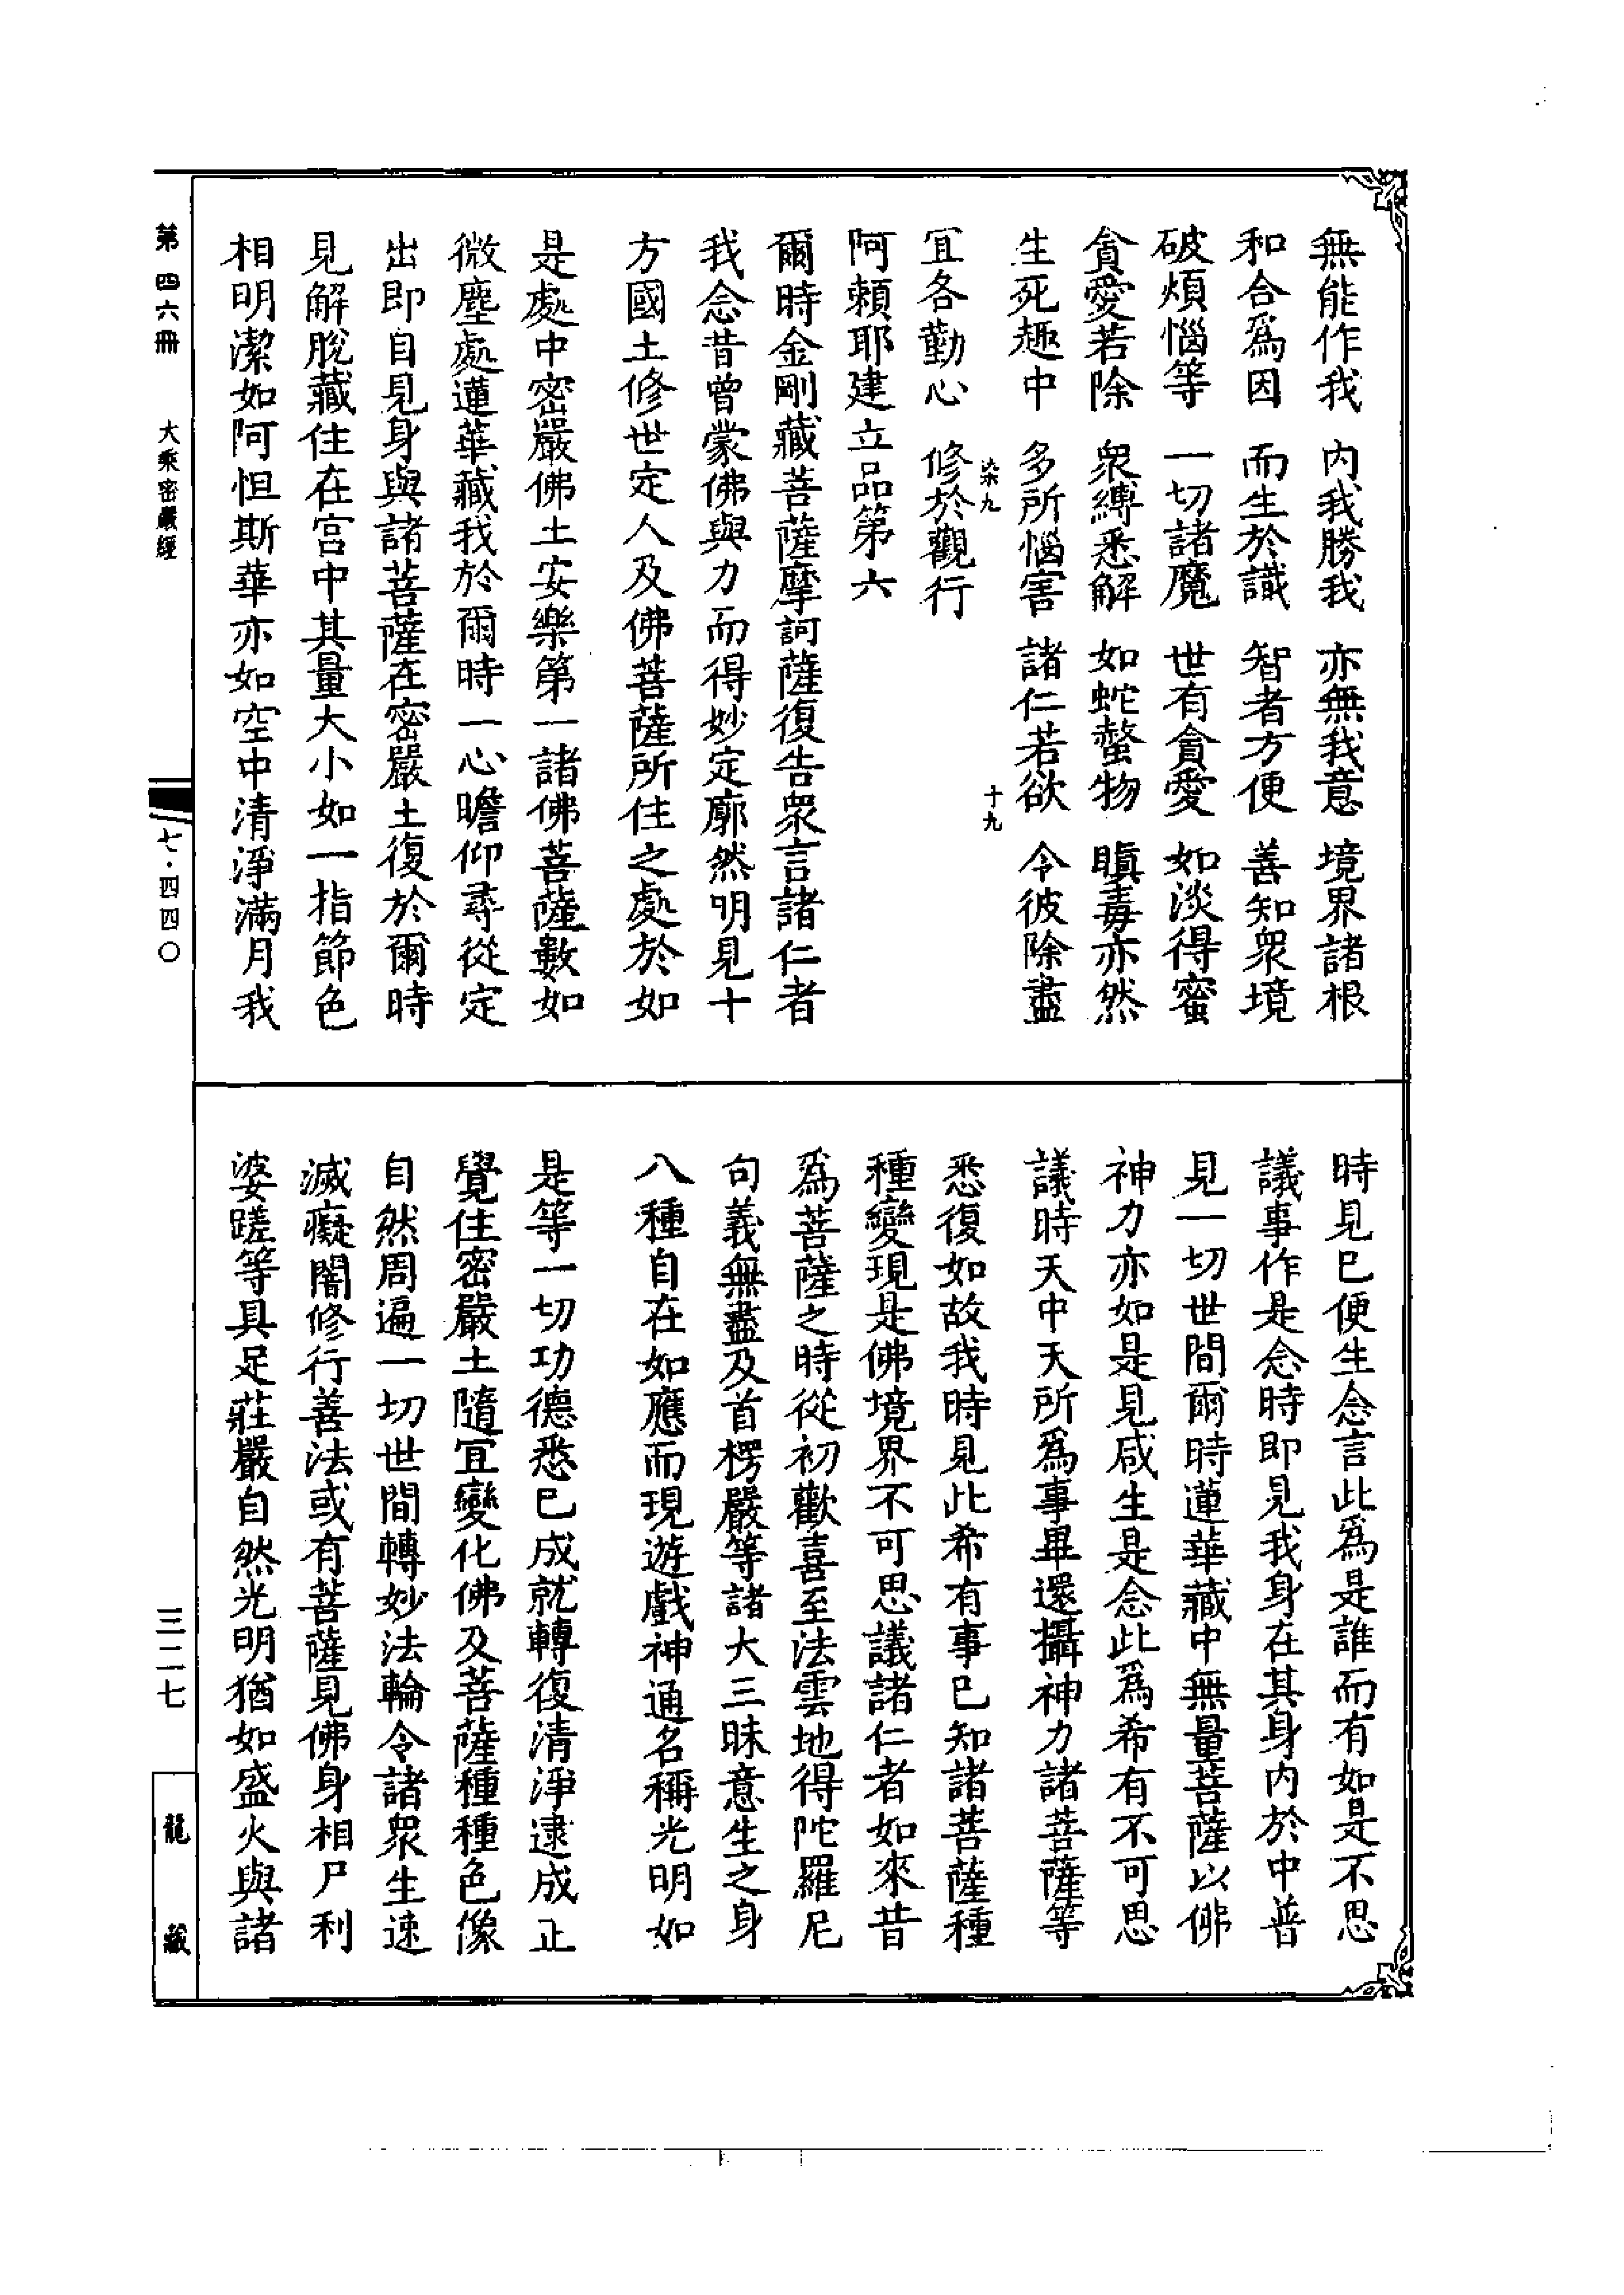 無能作我　內我勝我　亦無我意　境界諸根
和合爲因　而生於識　智者方便　善知衆境
破煩惱等　一切諸魔　世有貪愛　如淡得蜜
貪愛若除　衆縛悉解　如蛇螫物　瞋毒亦然
生死趣中　多所惱害　諸仁若欲　令彼除盡
染九　十九
宜各勤心　修於觀行
阿賴耶建立品第六
爾時金剛藏菩薩摩訶薩復告衆言諸仁者
我念昔曾蒙佛與力而得妙定廓然明見十
方國土修世定人及佛菩薩所住之處於如
是處中密嚴佛土安樂第一諸佛菩薩數如
微塵處蓮華藏我於爾時一心瞻仰尋從定
出即自見身與諸菩薩在密嚴土復於爾時
見解脫藏住在宮中其量大小如一指節色
相明潔如阿怛斯華亦如空中清淨滿月我
時見已便生念言此爲是誰而有如是不思
議事作是念時即見我身在其身內於中普
見一切世間爾時蓮華藏中無量菩薩以佛
神力亦如是見咸生是念此爲希有不可思
議時天中天所爲事畢還攝神力諸菩薩等
悉復如故我時見此希有事已知諸菩薩種
種變現是佛境界不可思議諸仁者如來昔
爲菩薩之時從初歡喜至法雲地得陀羅尼
句義無盡及首楞嚴等諸大三昧意生之身
八種自在如應而現遊戲神通名稱光明如
是等一切功德悉已成就轉復清淨逮成正
覺住密嚴土隨宜變化佛及菩薩種種色像
自然周遍一切世間轉妙法輪令諸衆生速
滅癡闇修行善法或有菩薩見佛身相尸利
婆蹉等具足莊嚴自然光明猶如盛火與諸
第四六冊　大乘密嚴經　七・四四〇　三二七　龍藏